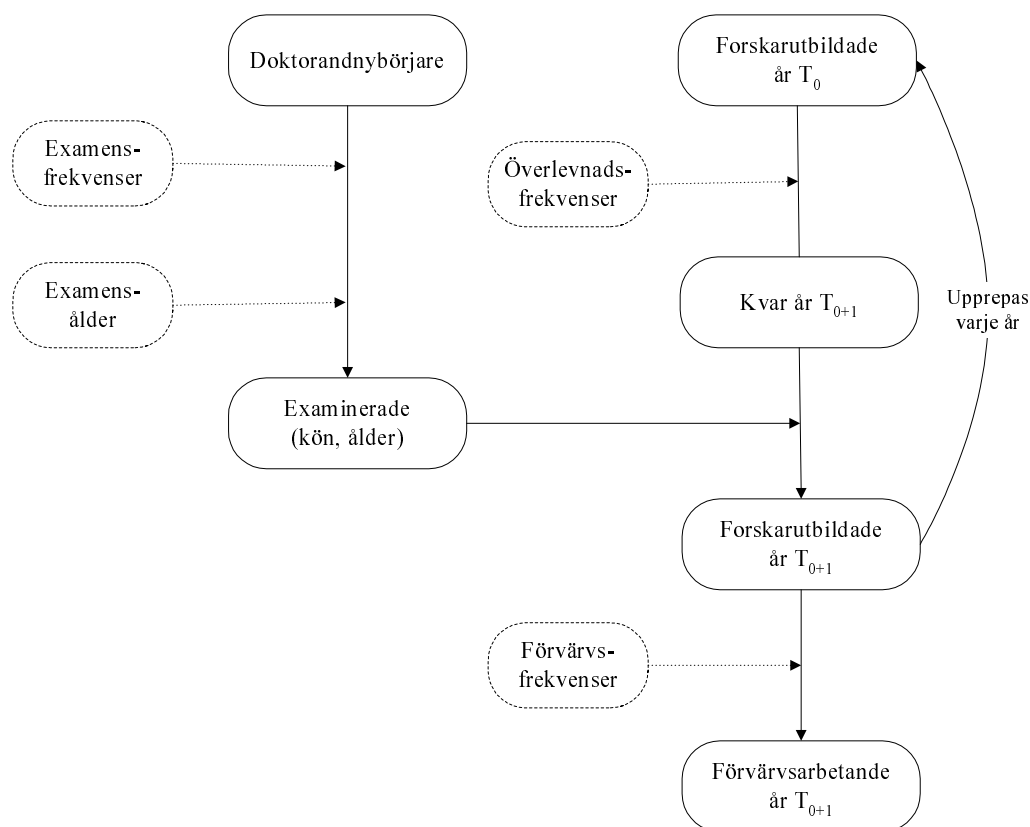 Doktorandnybörjare
Forskarutbildade
år T0
Examens-
frekvenser
Överlevnads-
frekvenser
Examens-
ålder
Kvar år T0+1
Upprepas
varje år
Examinerade
(kön, ålder)
Forskarutbildade
år T0+1
Förvärvs-
frekvenser
Förvärvsarbetande
år T0+1